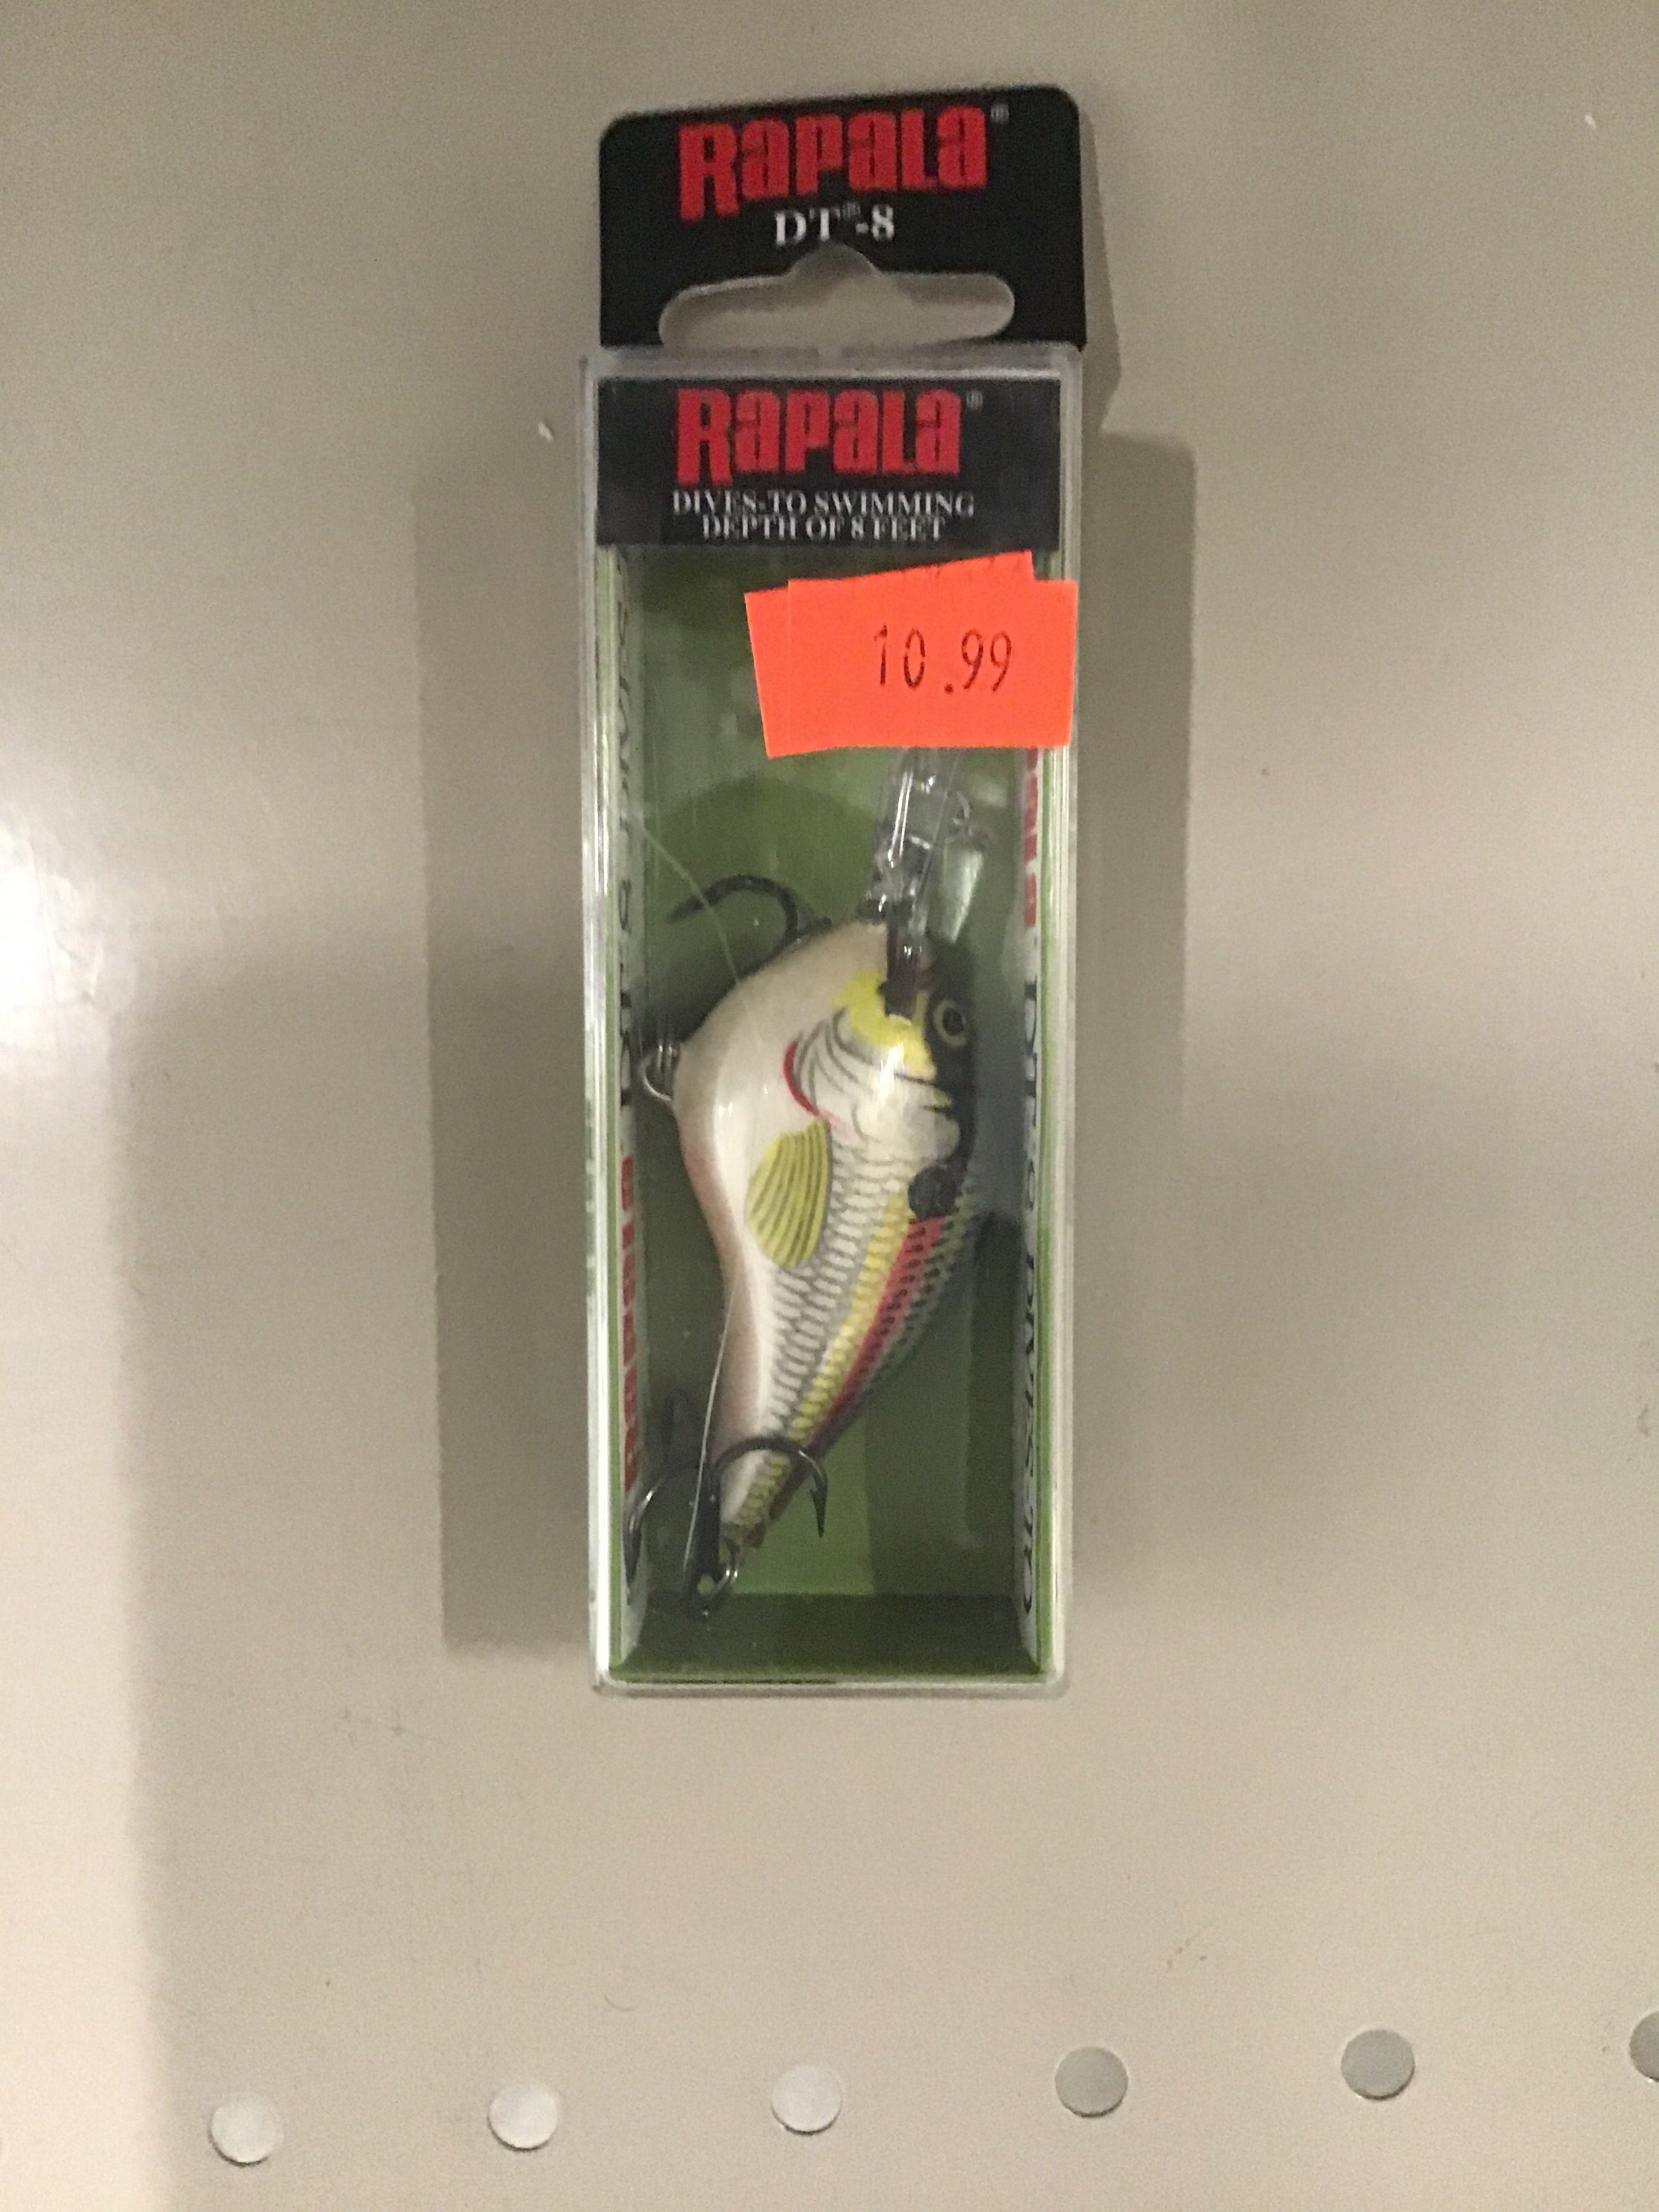 RAPALA®
DT®-8
RAPALA®
DIVES-TO SWIMMING
DEPTH OF 8 FEET
10.99